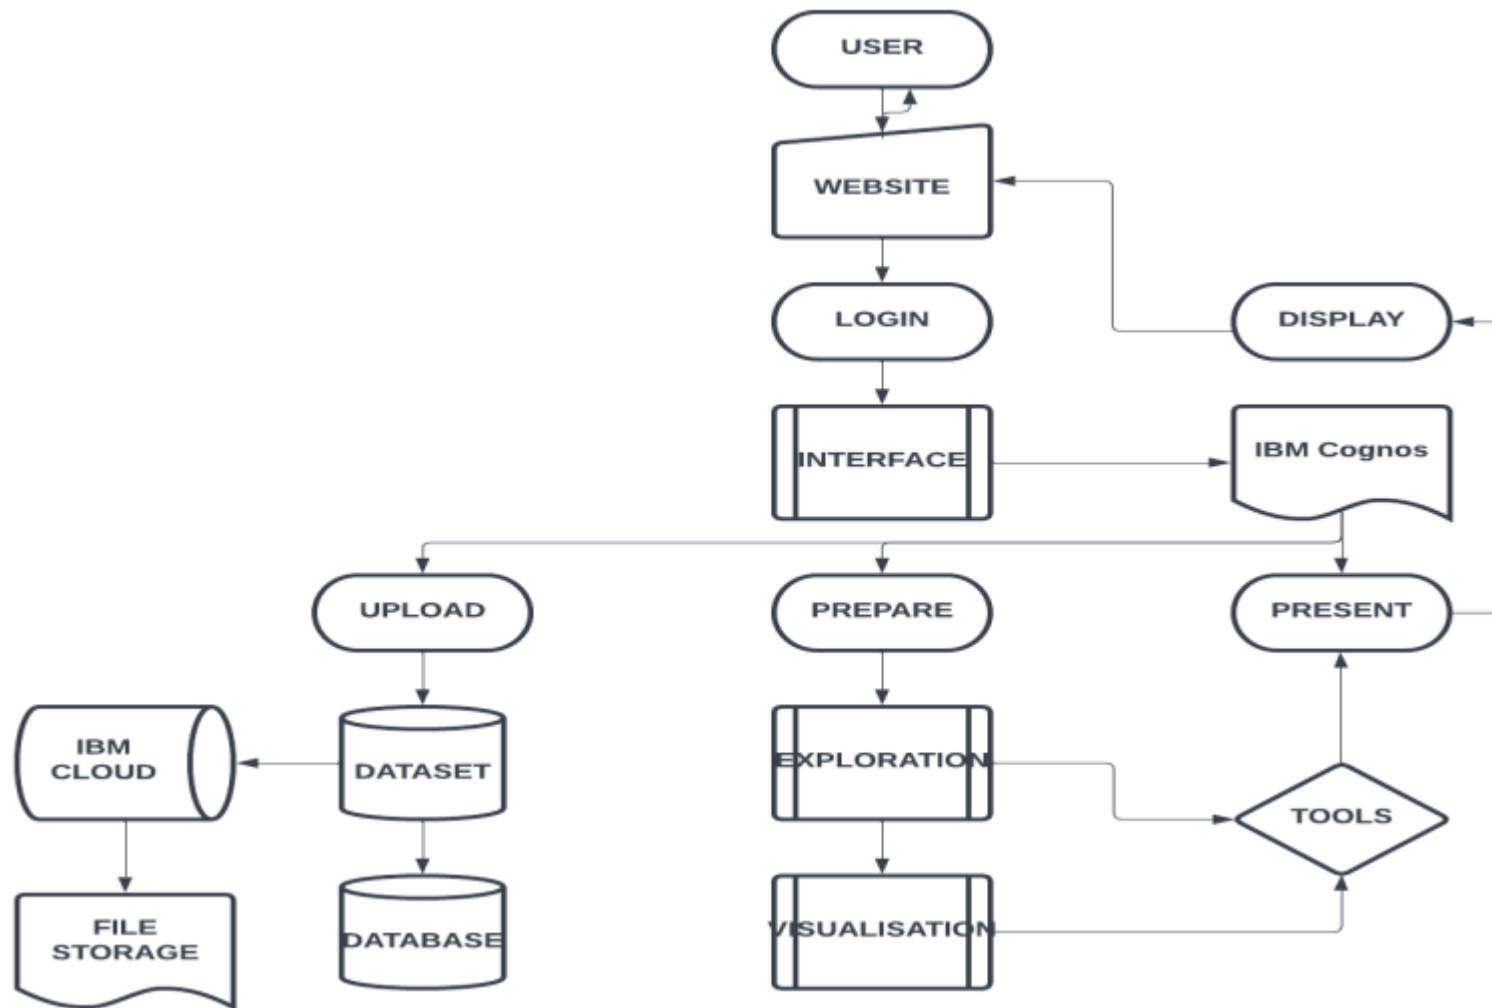 USER
WEBSITE
LOGIN
DISPLAY
INTERFACE
IBM Cognos
UPLOAD
PREPARE
PRESENT
IBM
CLOUD
DATASET
EXPLORATION
TOOLS
FILE
STORAGE
DATABASE
VISUALISATION